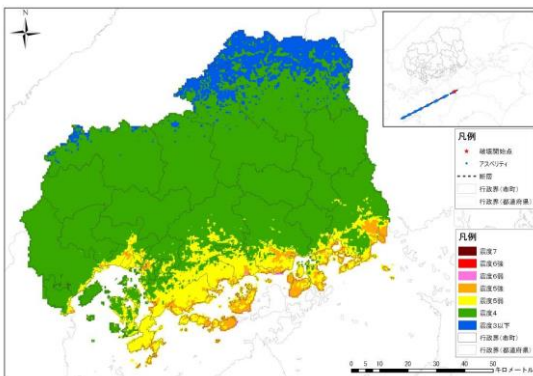 N
凡例
破壊開始点
アスペリティ
断層
行政界(市町)
行政界(都道府県)
凡例
震度7
震度6強
震度6弱
震度5強
震度5弱
震度4
震度3以下
行政界(市町)
行政界(都道府県)
0 5 10 20 30 40 50
キロメートル